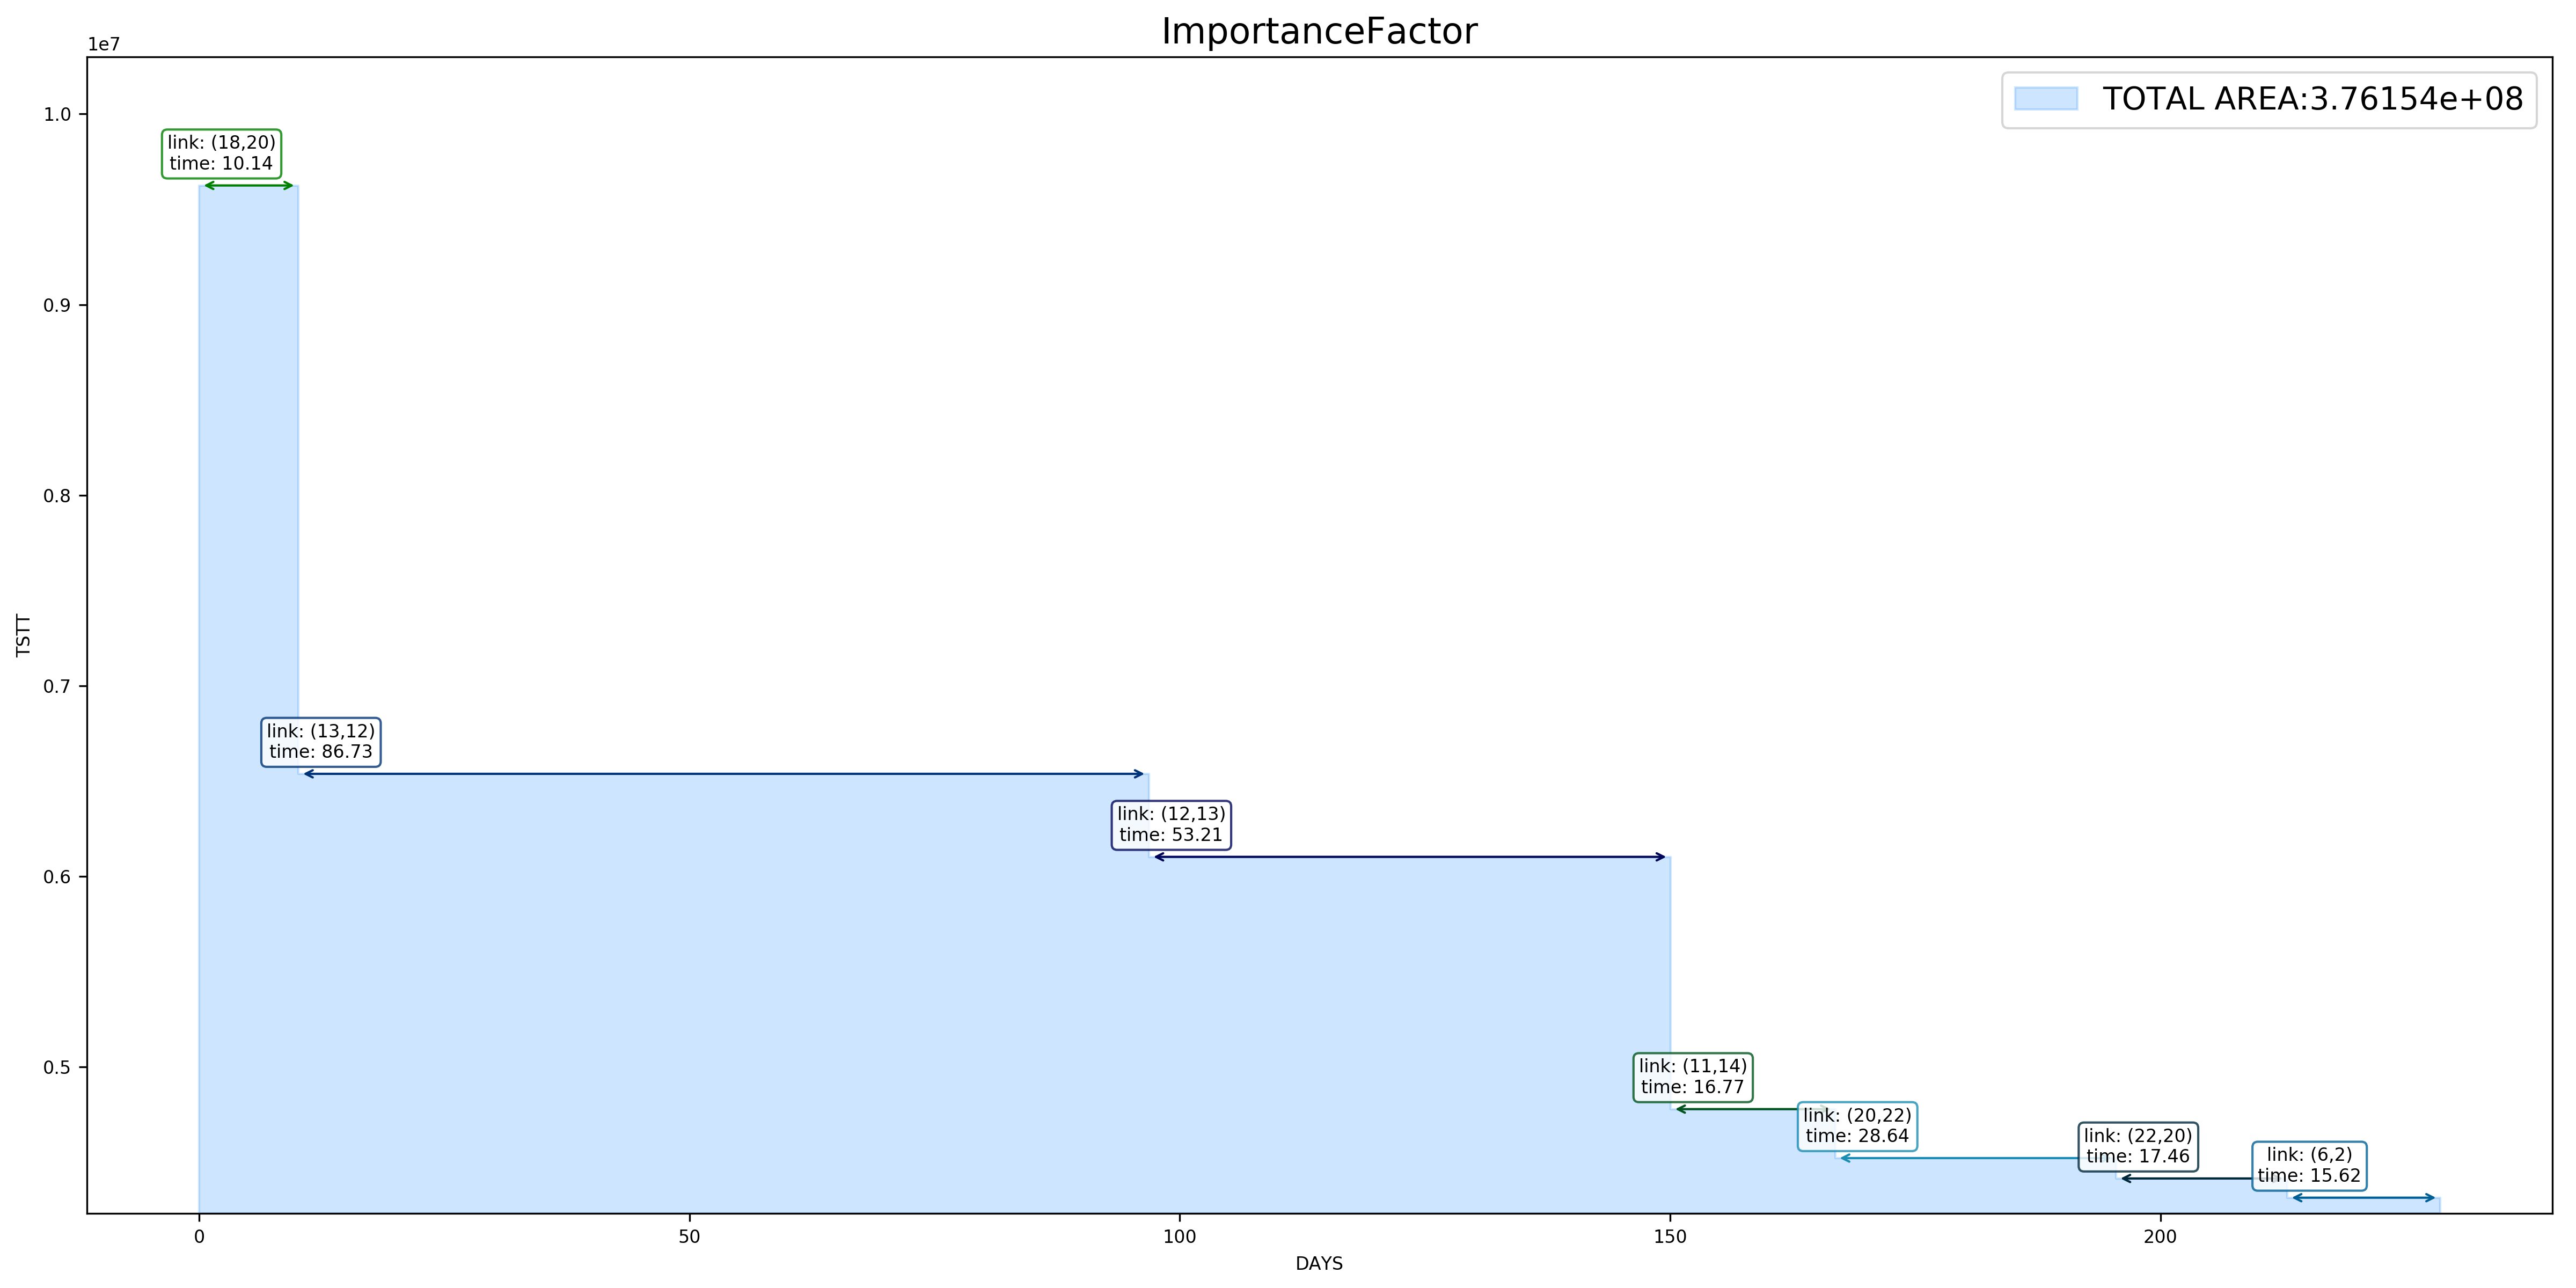 ImportanceFactor
1e7
TOTAL AREA:3.76154e+08
1.0
0.9
0.8
0.7
0.6
0.5
TSTT
link: (18,20)
time: 10.14
link: (13,12)
time: 86.73
link: (12,13)
time: 53.21
link: (11,14)
time: 16.77
link: (20,22)
time: 28.64
link: (22,20)
time: 17.46
link: (6,2)
time: 15.62
0
50
100
150
200
DAYS